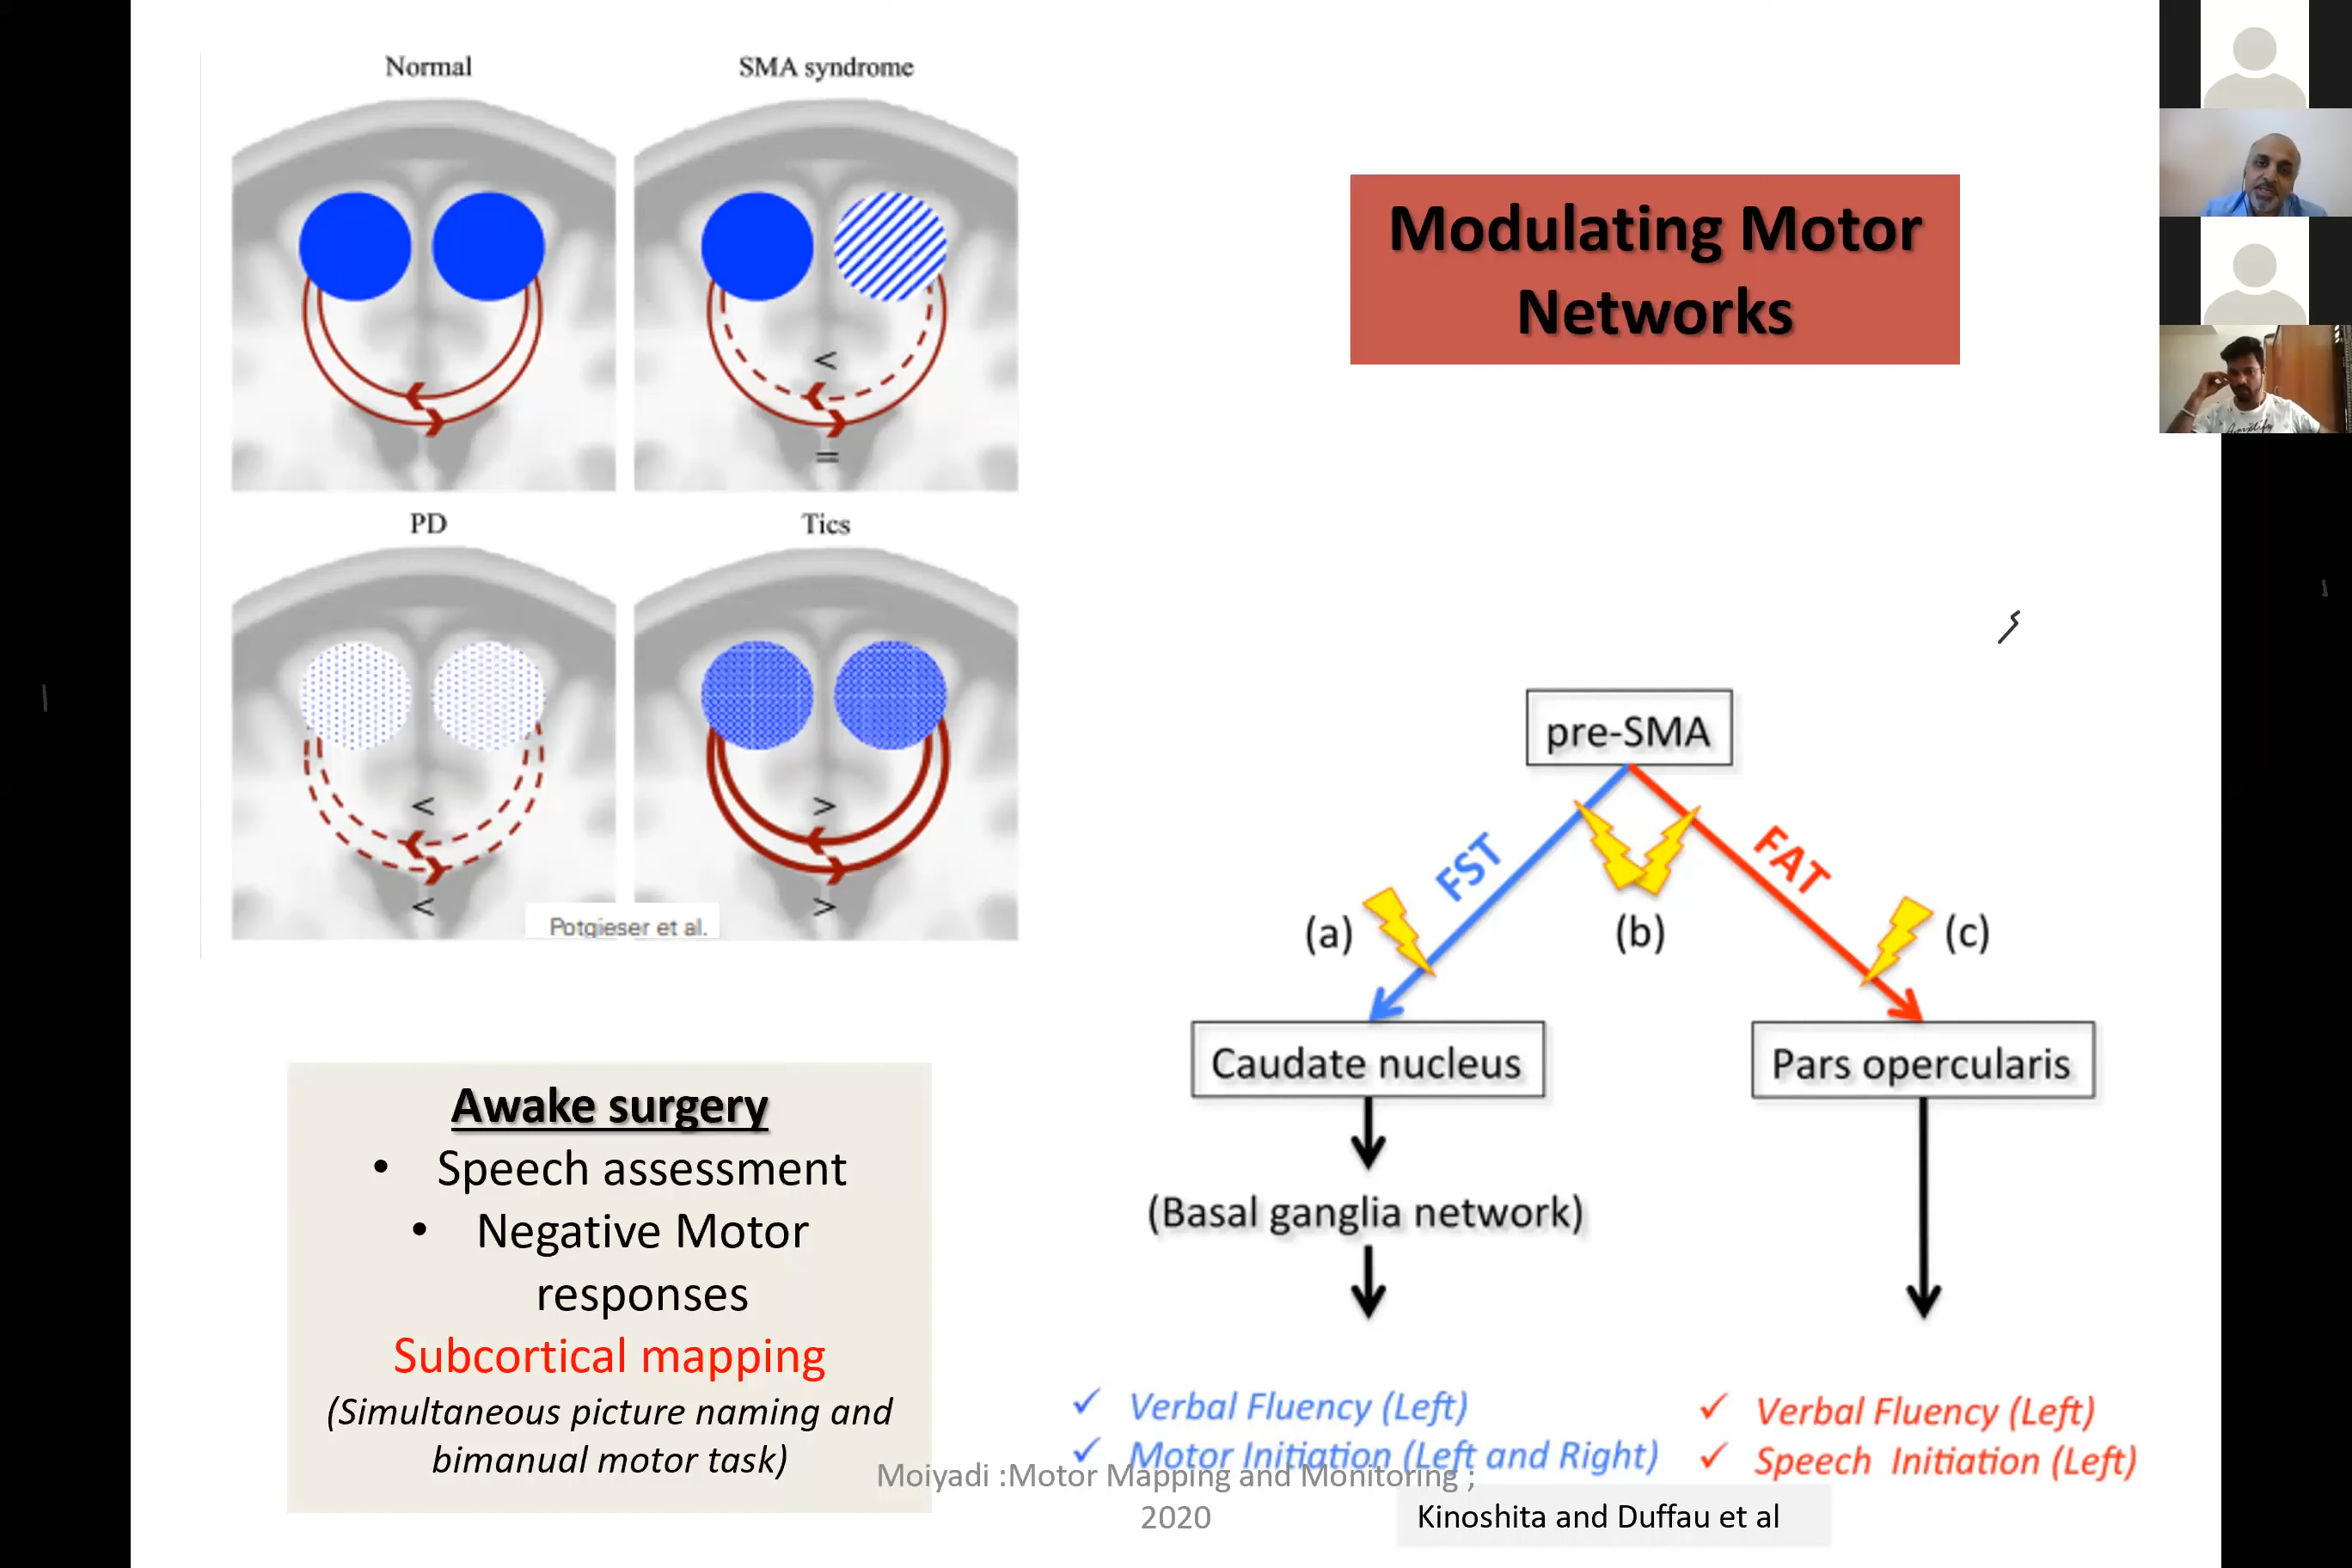 Normal
SMA syndrome
<
=
PD
Tics
<
<
>
>
Potgieser et al.
Modulating Motor
Networks
pre-SMA
FST
FAT
(a)
(b)
(c)
Caudate nucleus
Pars opercularis
(Basal ganglia network)
✓ Verbal Fluency (Left)
✓ Motor Initiation (Left and Right)
✓ Verbal Fluency (Left)
✓ Speech Initiation (Left)
Awake surgery
• Speech assessment
• Negative Motor
responses
Subcortical mapping
(Simultaneous picture naming and
bimanual motor task)
Moiyadi :Motor Mapping and Monitoring ;
2020
Kinoshita and Duffau et al